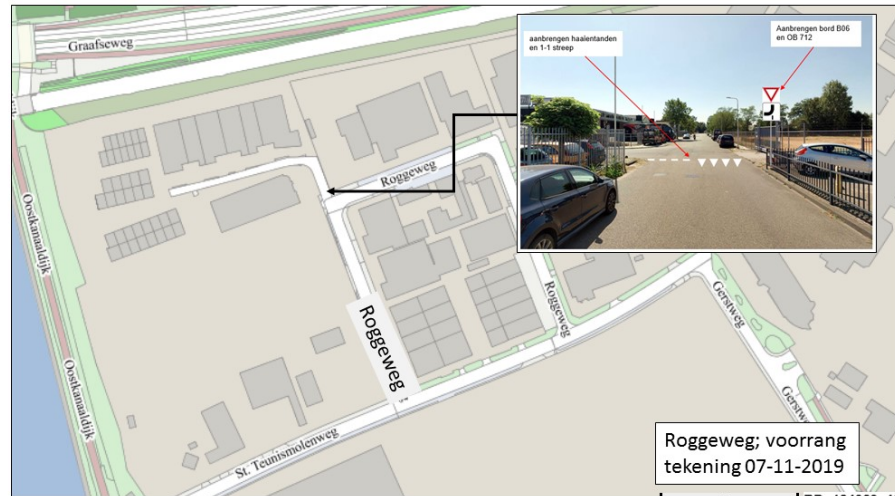 Graafseweg
aanbrengen haaientanden
en 1-1 streep
Aanbrengen bord B06
en OB 712
Roggeweg
Oostkanaaldijk
Roggeweg
Roggeweg
Gerstweg
Oostkanaaldijk
Gerstweg
St. Teunismolenweg
Roggeweg; voorrang
tekening 07-11-2019